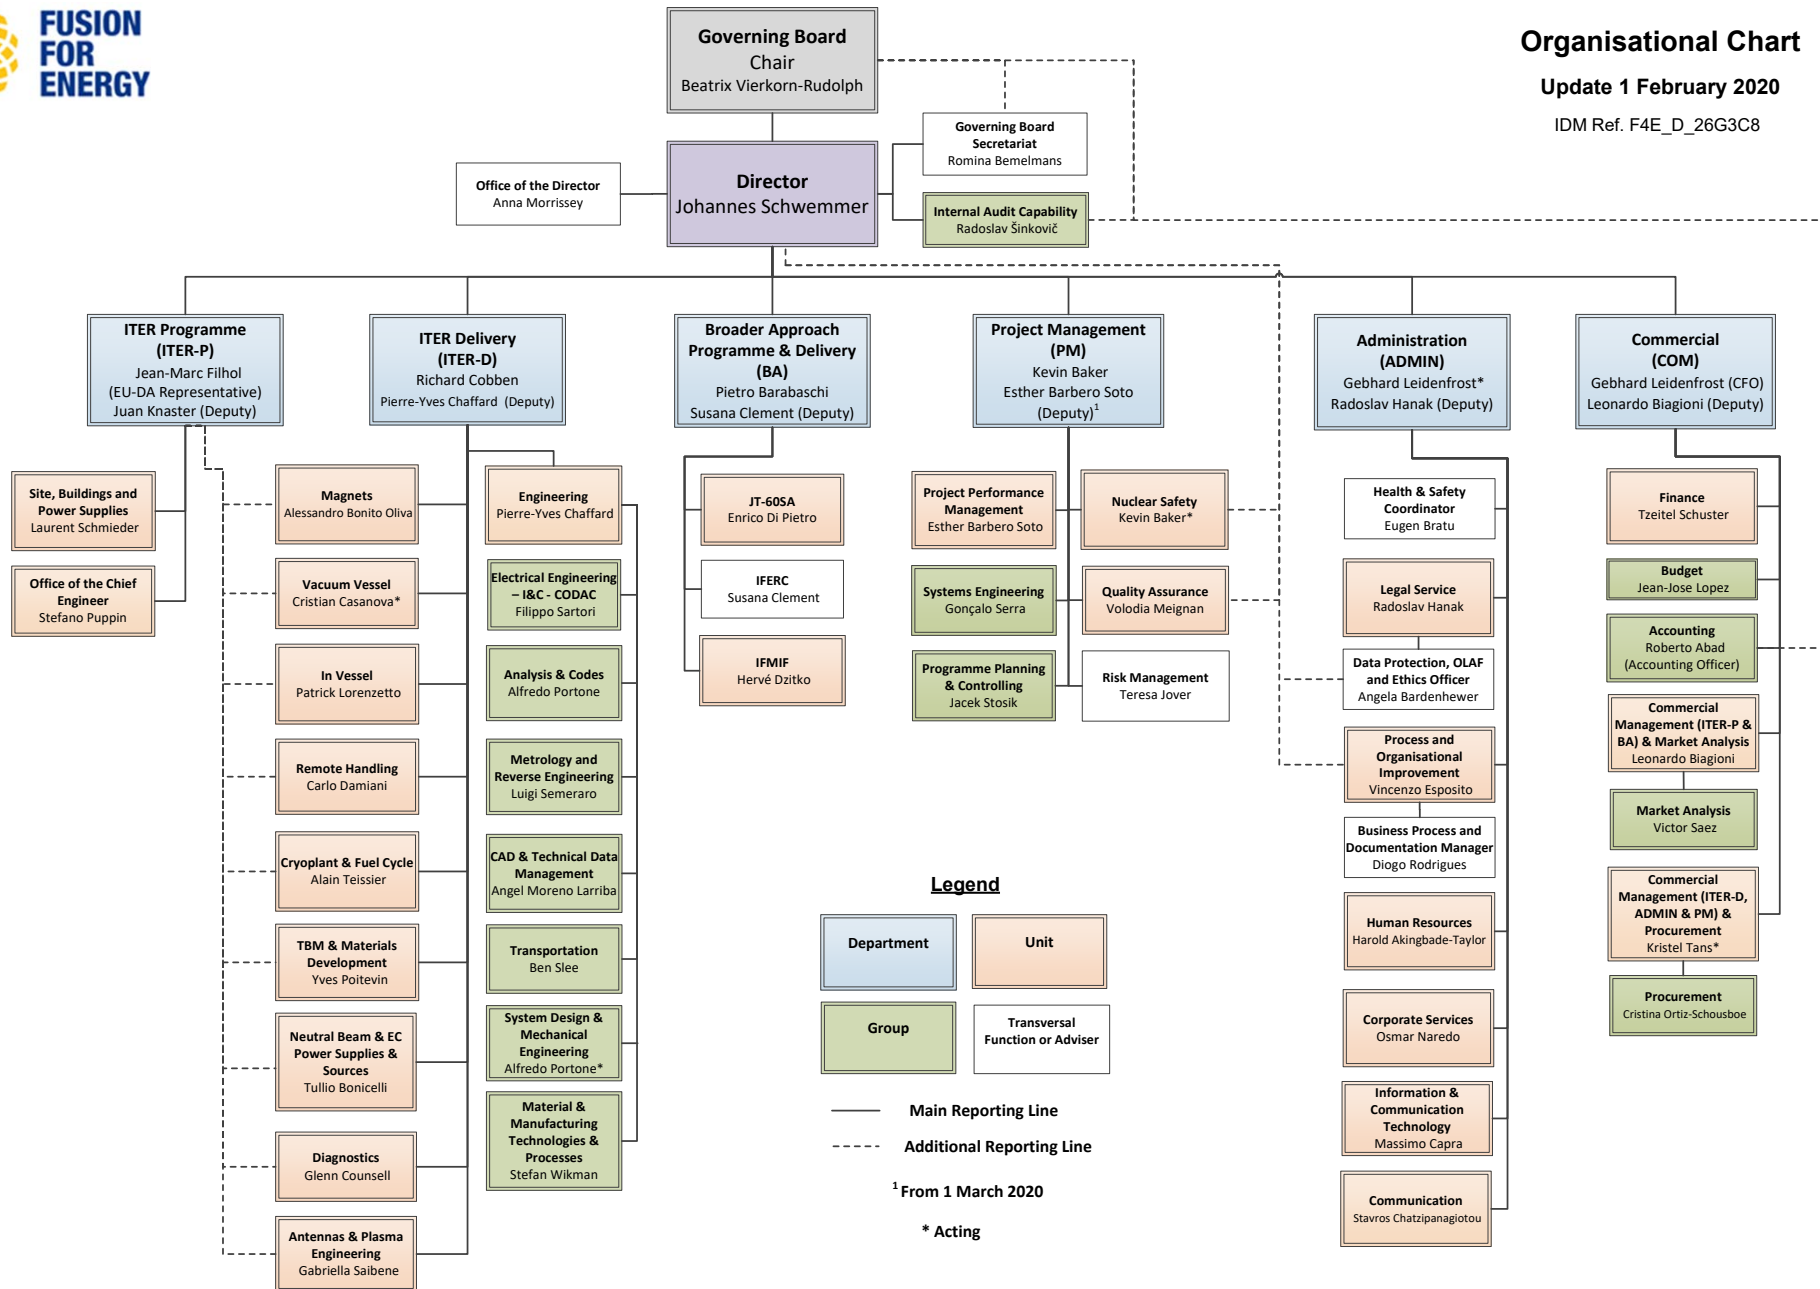 FUSION
FOR
ENERGY
Organisational Chart
Update 1 February 2020
IDM Ref. F4E_D_26G3C8
Governing Board
Chair
Beatrix Vierkorn-Rudolph
Governing Board
Secretariat
Romina Bemelmans
Office of the Director
Anna Morrissey
Director
Johannes Schwemmer
Internal Audit Capability
Radoslav Šinkovič
ITER Programme
(ITER-P)
Jean-Marc Filhol
(EU-DA Representative)
Juan Knaster (Deputy)
ITER Delivery
(ITER-D)
Richard Cobben
Pierre-Yves Chaffard (Deputy)
Broader Approach
Programme & Delivery
(BA)
Pietro Barabaschi
Susana Clement (Deputy)
Project Management
(PM)
Kevin Baker
Esther Barbero Soto
(Deputy)1
Administration
(ADMIN)
Gebhard Leidenfrost*
Radoslav Hanak (Deputy)
Commercial
(COM)
Gebhard Leidenfrost (CFO)
Leonardo Biagioni (Deputy)
Site, Buildings and
Power Supplies
Laurent Schmieder
Office of the Chief
Engineer
Stefano Puppin
Magnets
Alessandro Bonito Oliva
Vacuum Vessel
Cristian Casanova*
In Vessel
Patrick Lorenzetto
Remote Handling
Carlo Damiani
Cryoplant & Fuel Cycle
Alain Teissier
TBM & Materials
Development
Yves Poitevin
Neutral Beam & EC
Power Supplies &
Sources
Tullio Bonicelli
Diagnostics
Glenn Counsell
Antennas & Plasma
Engineering
Gabriella Saibene
Engineering
Pierre-Yves Chaffard
Electrical Engineering
– I&C - CODAC
Filippo Sartori
Analysis & Codes
Alfredo Portone
Metrology and
Reverse Engineering
Luigi Semeraro
CAD & Technical Data
Management
Angel Moreno Larriba
Transportation
Ben Slee
System Design &
Mechanical
Engineering
Alfredo Portone*
Material &
Manufacturing
Technologies &
Processes
Stefan Wikman
JT-60SA
Enrico Di Pietro
IFERC
Susana Clement
IFMIF
Hervé Dzitko
Project Performance
Management
Esther Barbero Soto
Systems Engineering
Gonçalo Serra
Programme Planning
& Controlling
Jacek Stosik
Nuclear Safety
Kevin Baker*
Quality Assurance
Volodia Meignan
Risk Management
Teresa Jover
Health & Safety
Coordinator
Eugen Bratu
Legal Service
Radoslav Hanak
Data Protection, OLAF
and Ethics Officer
Angela Bardenhewer
Process and
Organisational
Improvement
Vincenzo Esposito
Business Process and
Documentation Manager
Diogo Rodrigues
Human Resources
Harold Akingbade-Taylor
Corporate Services
Osmar Naredo
Information &
Communication
Technology
Massimo Capra
Communication
Stavros Chatzipanagiotou
Finance
Tzeitel Schuster
Budget
Jean-Jose Lopez
Accounting
Roberto Abad
(Accounting Officer)
Commercial
Management (ITER-P &
BA) & Market Analysis
Leonardo Biagioni
Market Analysis
Victor Saez
Commercial
Management (ITER-D,
ADMIN & PM) &
Procurement
Kristel Tans*
Procurement
Cristina Ortiz-Schousboe
Legend
Department
Unit
Group
Transversal
Function or Adviser
Main Reporting Line
Additional Reporting Line
1 From 1 March 2020
* Acting